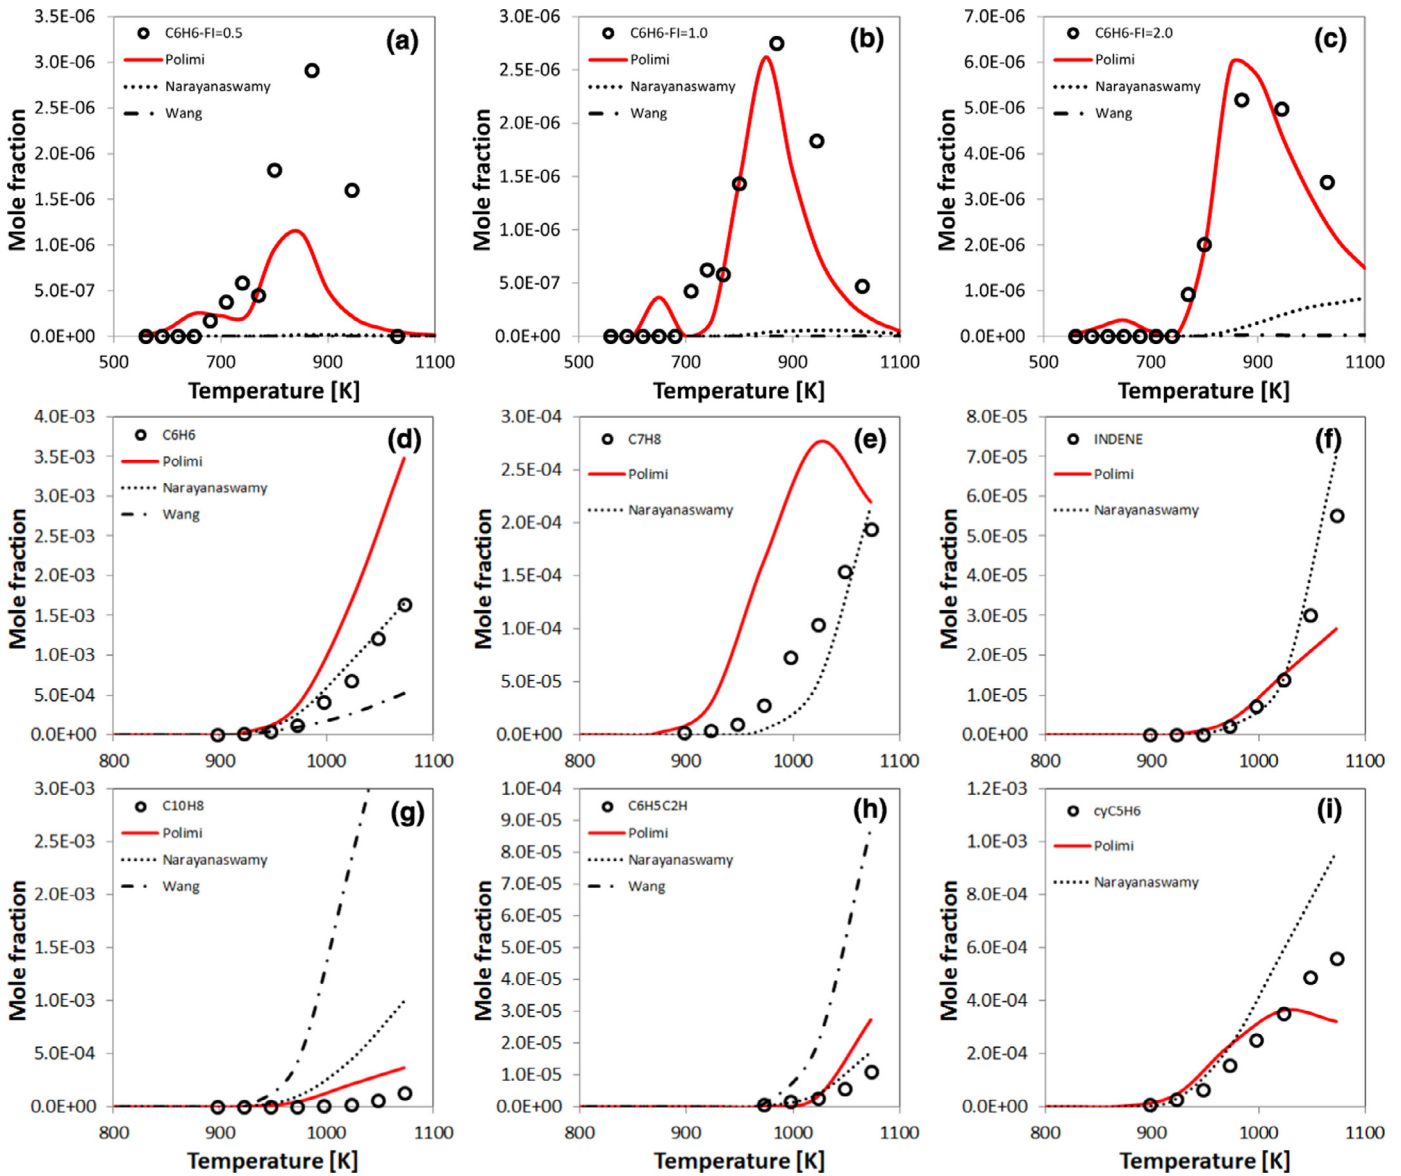 (a)
C6H6-FI=0.5
Polimi
Narayanaswamy
Wang
3.5E-06
3.0E-06
2.5E-06
2.0E-06
1.5E-06
1.0E-06
5.0E-07
0.0E+00
500 700 900 1100
Mole fraction
Temperature [K]
(b)
C6H6-FI=1.0
Polimi
Narayanaswamy
Wang
3.0E-06
2.5E-06
2.0E-06
1.5E-06
1.0E-06
5.0E-07
0.0E+00
500 700 900 1100
Mole fraction
Temperature [K]
(c)
C6H6-FI=2.0
Polimi
Narayanaswamy
Wang
7.0E-06
6.0E-06
5.0E-06
4.0E-06
3.0E-06
2.0E-06
1.0E-06
0.0E+00
500 700 900 1100
Mole fraction
Temperature [K]
(d)
C6H6
Polimi
Narayanaswamy
Wang
4.0E-03
3.5E-03
3.0E-03
2.5E-03
2.0E-03
1.5E-03
1.0E-03
5.0E-04
0.0E+00
800 900 1000 1100
Mole fraction
(e)
C7H8
Polimi
Narayanaswamy
3.0E-04
2.5E-04
2.0E-04
1.5E-04
1.0E-04
5.0E-05
0.0E+00
800 900 1000 1100
Mole fraction
(f)
INDENE
Polimi
Narayanaswamy
8.0E-05
7.0E-05
6.0E-05
5.0E-05
4.0E-05
3.0E-05
2.0E-05
1.0E-05
0.0E+00
800 900 1000 1100
Mole fraction
(g)
C10H8
Polimi
Narayanaswamy
Wang
3.0E-03
2.5E-03
2.0E-03
1.5E-03
1.0E-03
5.0E-04
0.0E+00
800 900 1000 1100
Mole fraction
Temperature [K]
(h)
C6H5C2H
Polimi
Narayanaswamy
Wang
1.0E-04
9.0E-05
8.0E-05
7.0E-05
6.0E-05
5.0E-05
4.0E-05
3.0E-05
2.0E-05
1.0E-05
0.0E+00
800 900 1000 1100
Mole fraction
Temperature [K]
(i)
cyC5H6
Polimi
Narayanaswamy
1.2E-03
1.0E-03
8.0E-04
6.0E-04
4.0E-04
2.0E-04
0.0E+00
800 900 1000 1100
Mole fraction
Temperature [K]